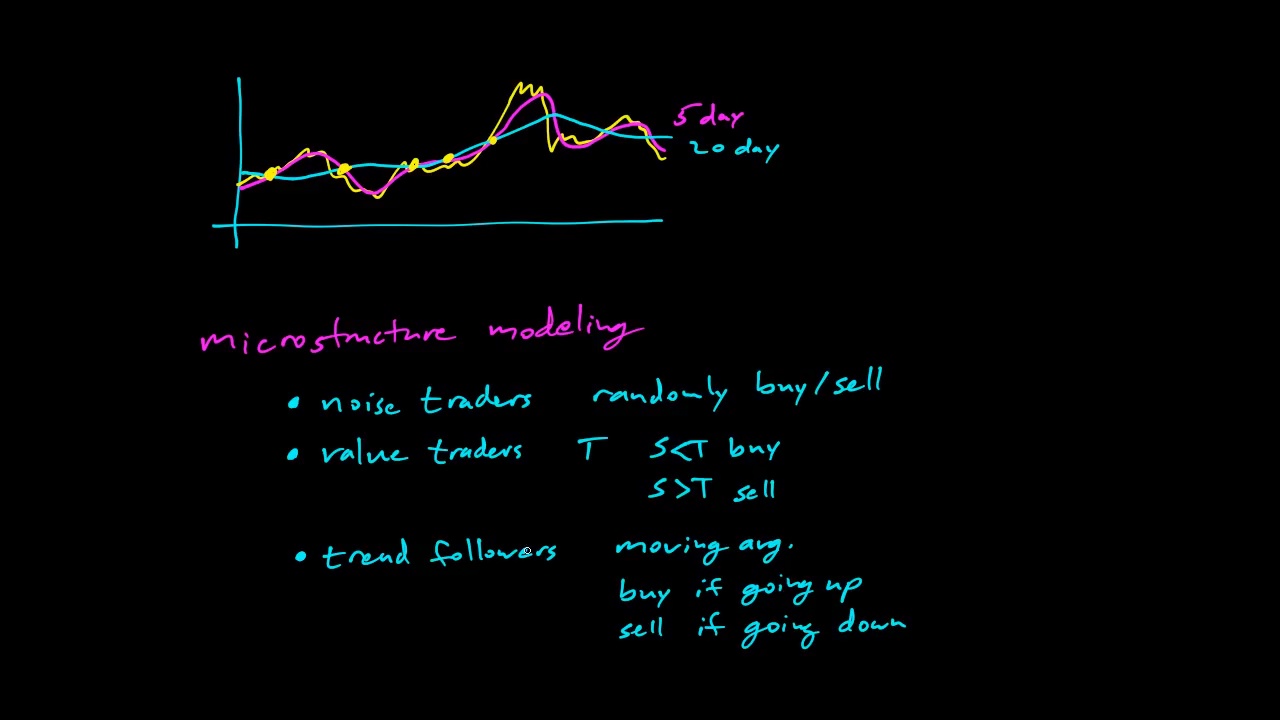 5 day
20 day
microstructure modeling
• noise traders randomly buy/sell
• value traders T S<T buy
S>T sell
• trend followers moving avg.
buy if going up
sell if going down